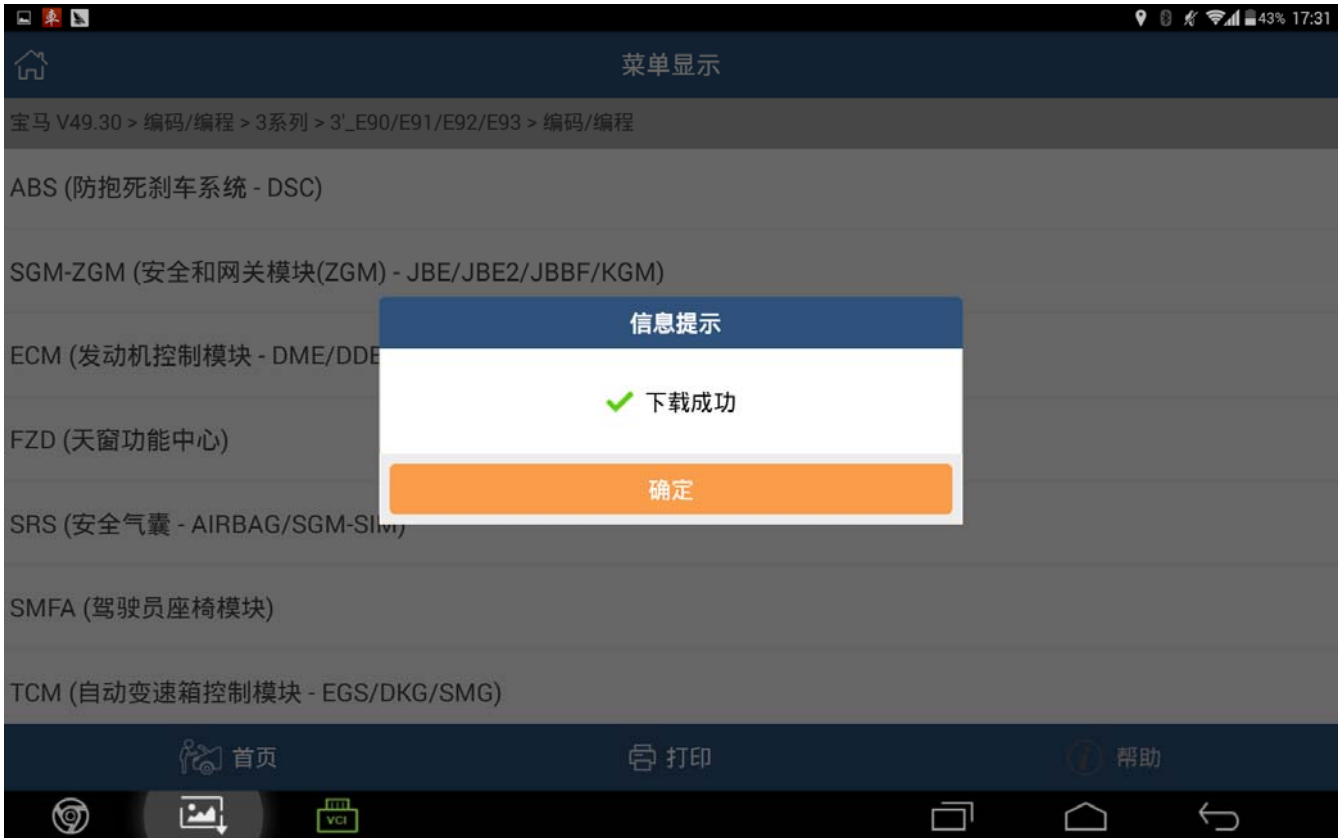 車
43% 17:31
菜单显示
宝马 V49.30 > 编码/编程 > 3系列 > 3'_E90/E91/E92/E93 > 编码/编程
ABS (防抱死刹车系统 - DSC)
SGM-ZGM (安全和网关模块(ZGM) - JBE/JBE2/JBBF/KGM)
信息提示
ECM (发动机控制模块 - DME/DDE
下载成功
FZD (天窗功能中心)
确定
SRS (安全气囊 - AIRBAG/SGM-SIM)
SMFA (驾驶员座椅模块)
TCM (自动变速箱控制模块 - EGS/DKG/SMG)
首页 打印 帮助
VCI